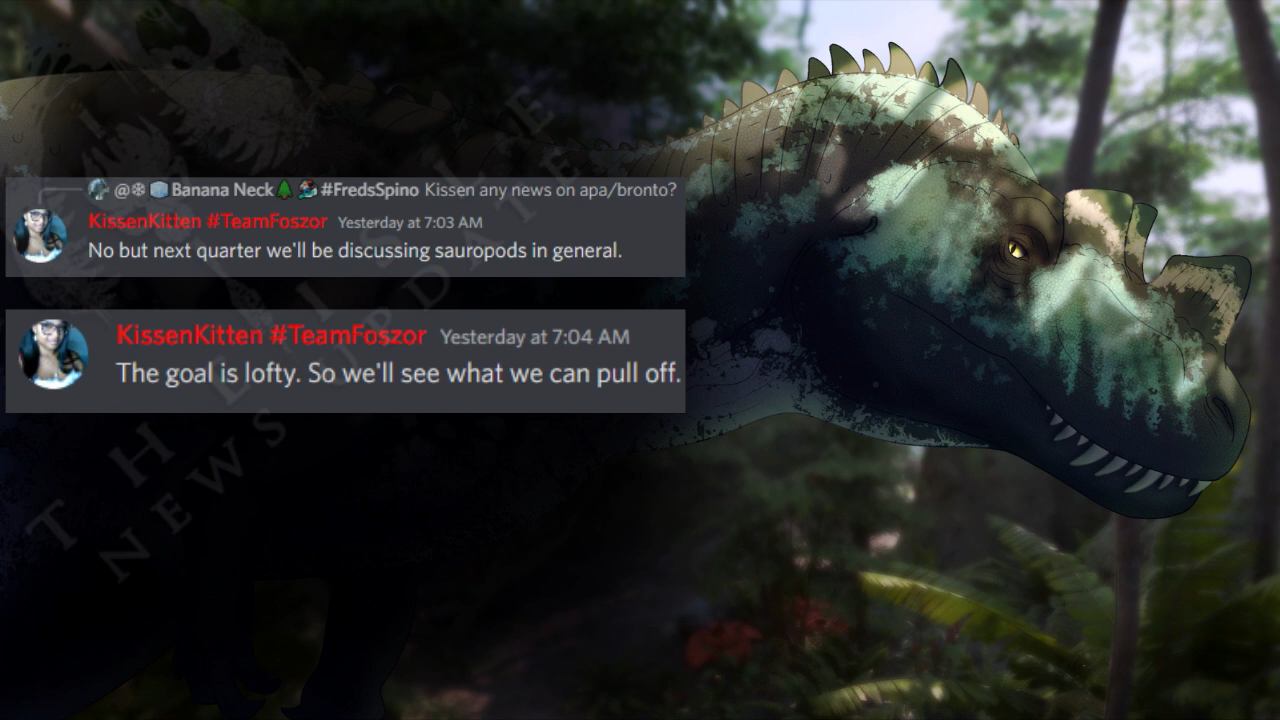 @❄🧊Banana Neck🌲 #FredsSpino Kissen any news on apa/bronto?
KissenKitten #TeamFoszor Yesterday at 7:03 AM
No but next quarter we'll be discussing sauropods in general.
KissenKitten #TeamFoszor Yesterday at 7:04 AM
The goal is lofty. So we'll see what we can pull off.
NEWS UPDATE